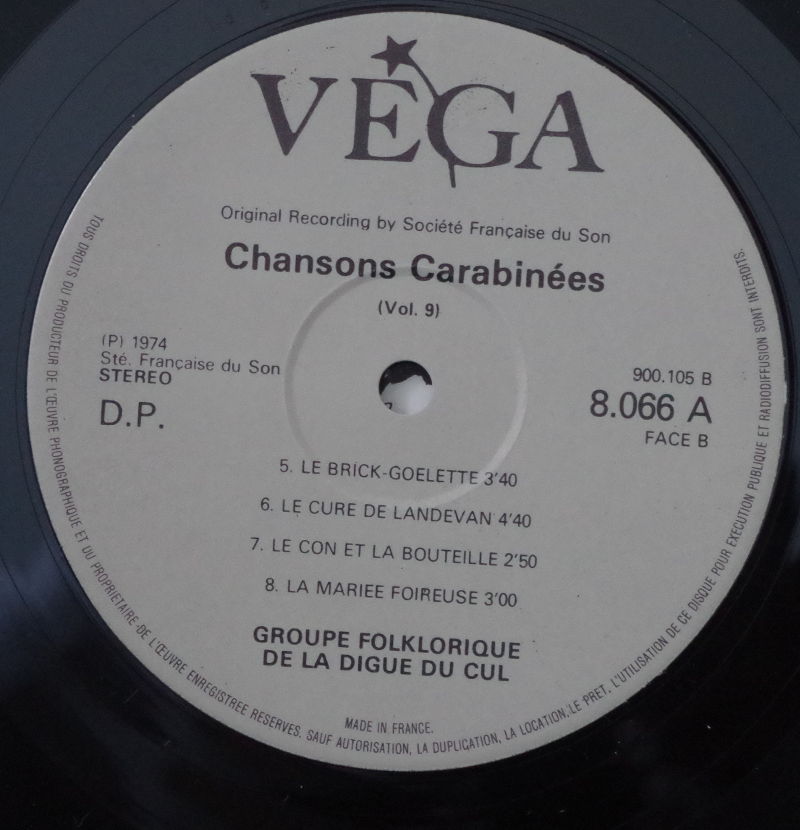 VÉGA
Original Recording by Société Française du Son
Chansons Carabinées
(Vol. 9)
(P) 1974
Sté. Française du Son
STEREO
D.P.
900.105 B
8.066 A
FACE B
5. LE BRICK-GOELETTE 3'40
6. LE CURE DE LANDEVAN 4'40
7. LE CON ET LA BOUTEILLE 2'50
8. LA MARIEE FOIREUSE 3'00
GROUPE FOLKLORIQUE
DE LA DIGUE DU CUL
MADE IN FRANCE.
TOUS DROITS DU PRODUCTEUR DE L'ŒUVRE PHONOGRAPHIQUE ET DU PROPRIETAIRE DE L'ŒUVRE ENREGISTREE RESERVES. SAUF AUTORISATION, LA DUPLICATION, LA LOCATION, LE PRET, L'UTILISATION DE CE DISQUE POUR EXECUTION PUBLIQUE ET RADIODIFFUSION SONT INTERDITS.